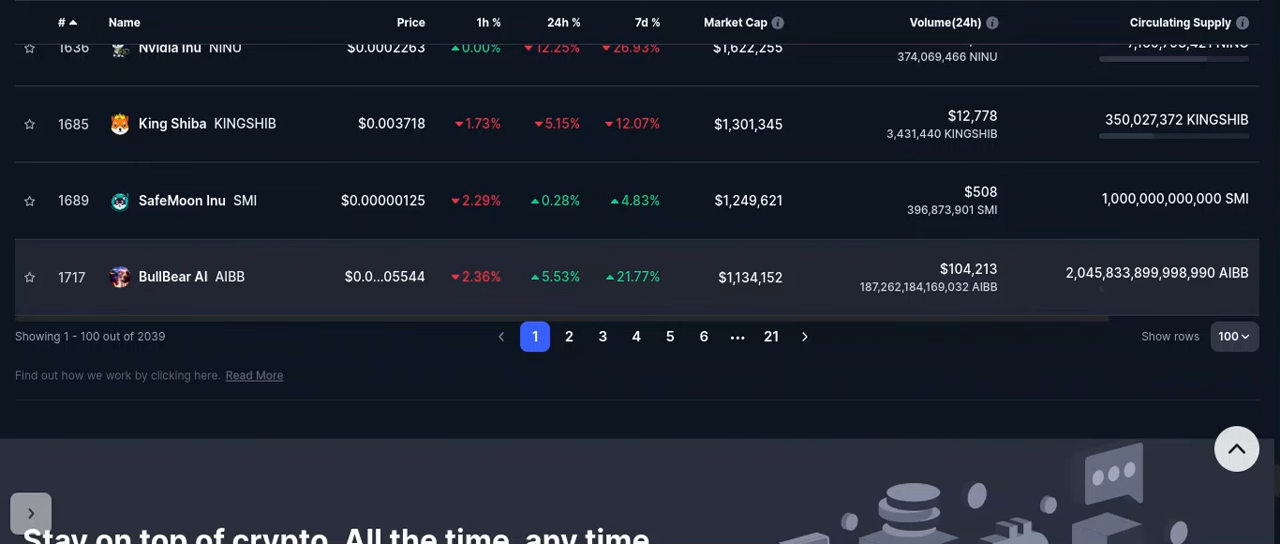 # Name Price 1h % 24h % 7d % Market Cap Volume(24h) Circulating Supply
1636 Nvidia Inu NINU $0.0002263 0.00% 12.25% 26.93% $1,622,255
374,069,466 NINU
1685 King Shiba KINGSHIB $0.003718 1.73% 5.15% 12.07% $1,301,345 $12,778 350,027,372 KINGSHIB
3,431,440 KINGSHIB
1689 SafeMoon Inu SMI $0.00000125 2.29% 0.28% 4.83% $1,249,621 $508 1,000,000,000,000 SMI
396,873,901 SMI
1717 BullBear AI AIBB $0.0...05544 2.36% 5.53% 21.77% $1,134,152 $104,213 2,045,833,899,998,990 AIBB
187,262,184,169,032 AIBB
Showing 1 - 100 out of 2039 1 2 3 4 5 6 ... 21 Show rows 100
Find out how we work by clicking here. Read More
Stay on top of crypto. All the time, any time.